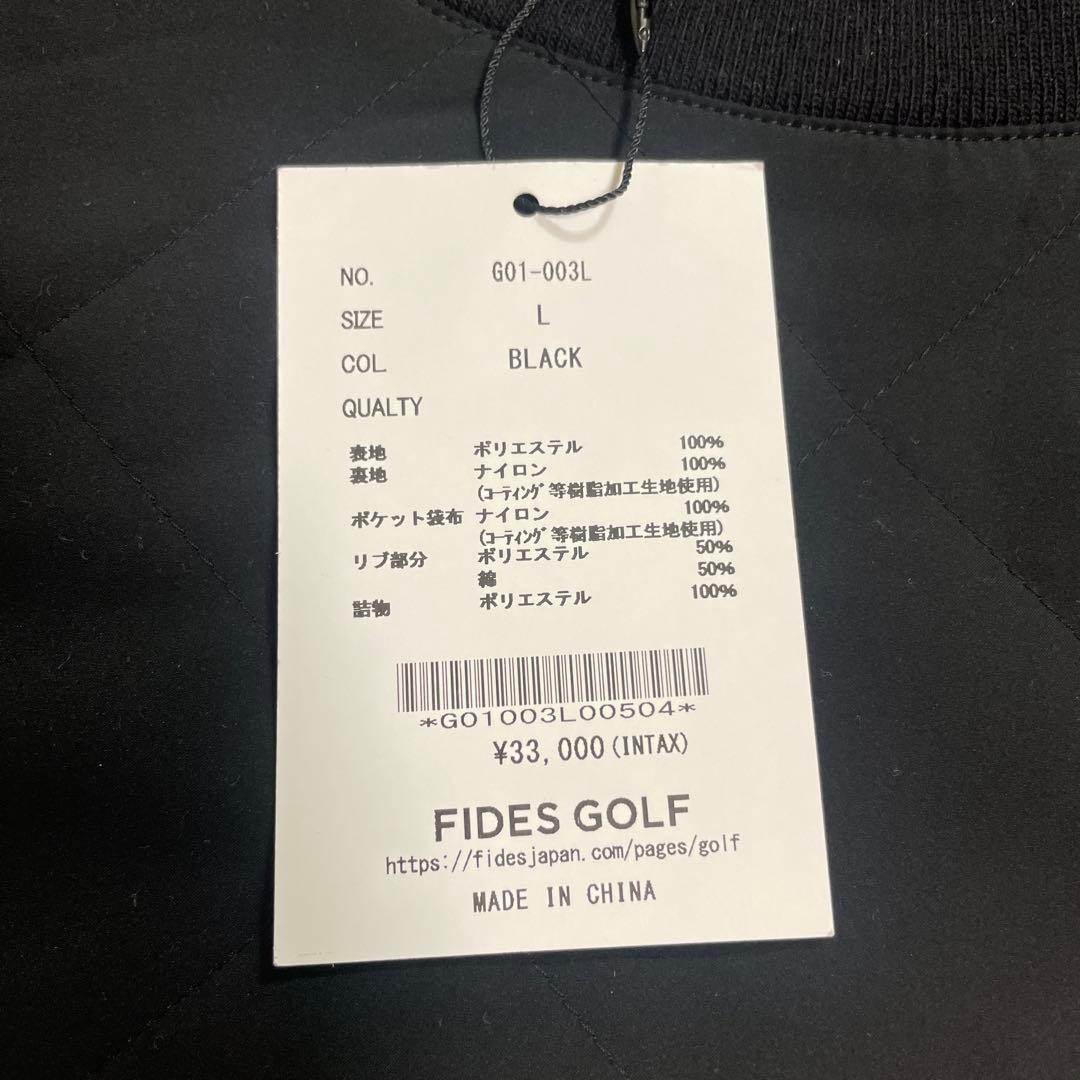 NO. G01-003L
SIZE L
COL. BLACK
QUALTY
表地 ポリエステル 100%
裏地 ナイロン 100%
(ｺｰﾃｨﾝｸﾞ等樹脂加工生地使用)
ポケット袋布 ナイロン 100%
(ｺｰﾃｨﾝｸﾞ等樹脂加工生地使用)
リブ部分 ポリエステル 50%
綿 50%
詰物 ポリエステル 100%
*G01003L00504*
¥33,000(INTAX)
FIDES GOLF
https://fidesjapan.com/pages/golf
MADE IN CHINA